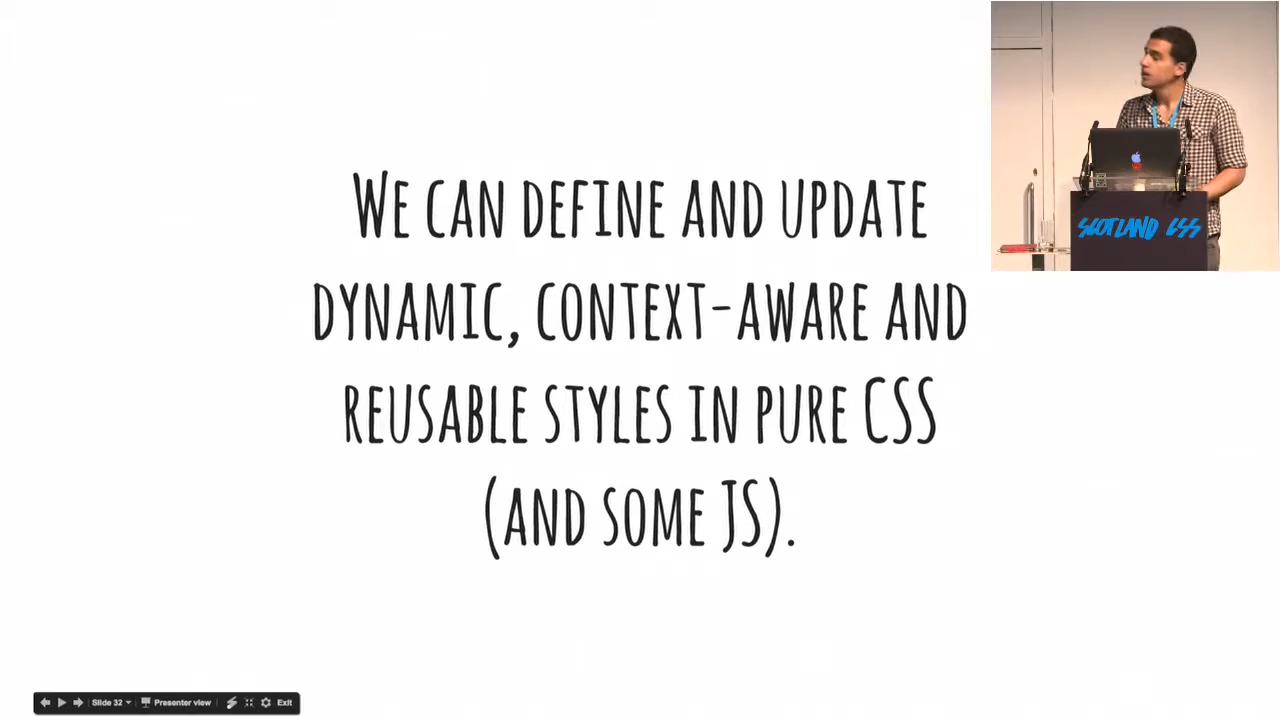 We can define and update
dynamic, context-aware and
reusable styles in pure CSS
(and some JS).
SCOTLAND CSS
Slide 32
Presenter view
Exit